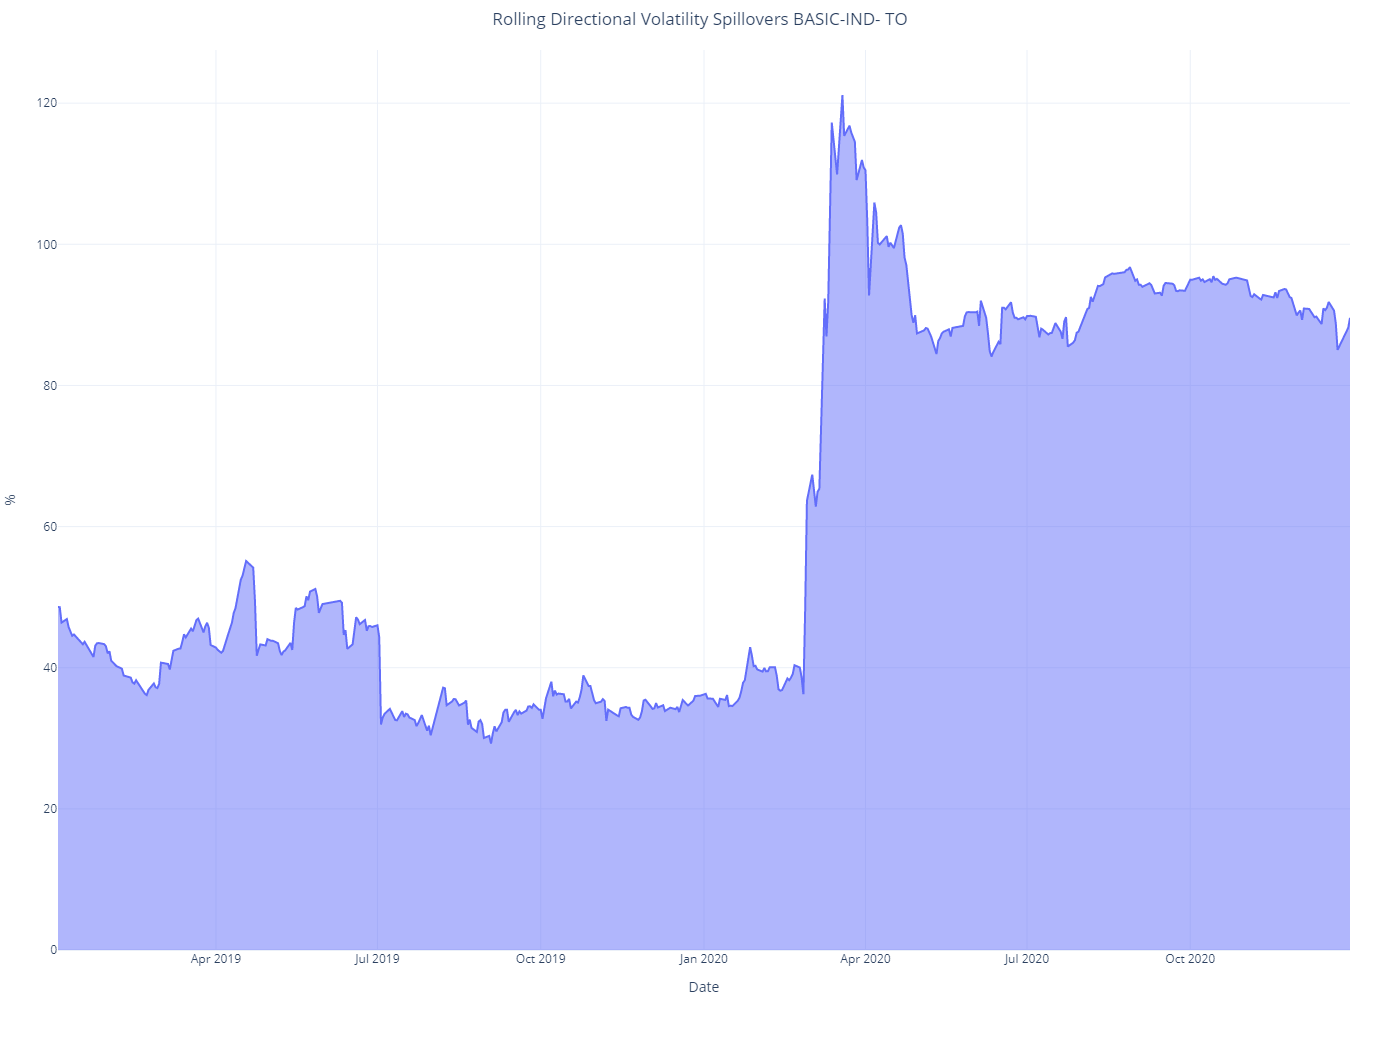 Rolling Directional Volatility Spillovers BASIC-IND- TO
120
100
80
60
40
20
0
%
Apr 2019
Jul 2019
Oct 2019
Jan 2020
Apr 2020
Jul 2020
Oct 2020
Date